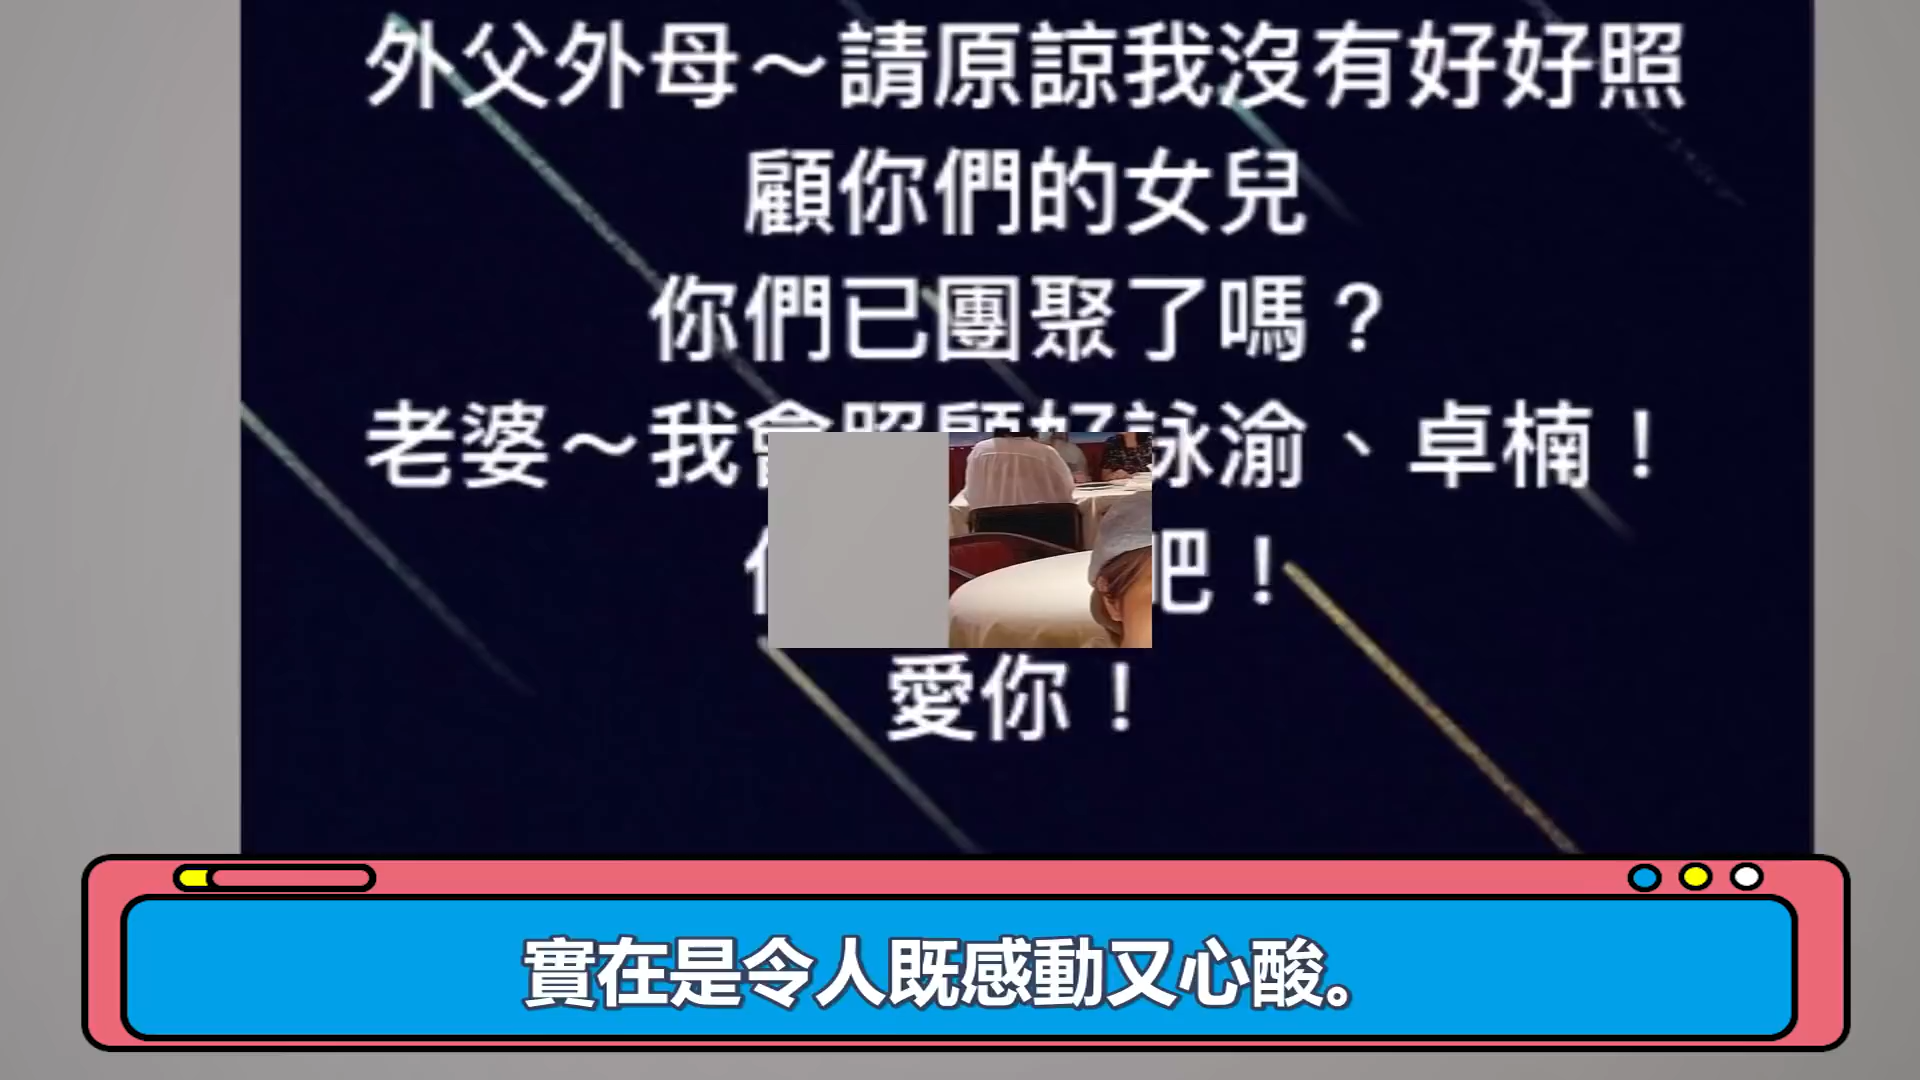 外父外母～請原諒我沒有好好照
顧你們的女兒
你們已團聚了嗎？
老婆～我會照顧好詠渝、卓楠！
吧！
愛你！
實在是令人既感動又心酸。